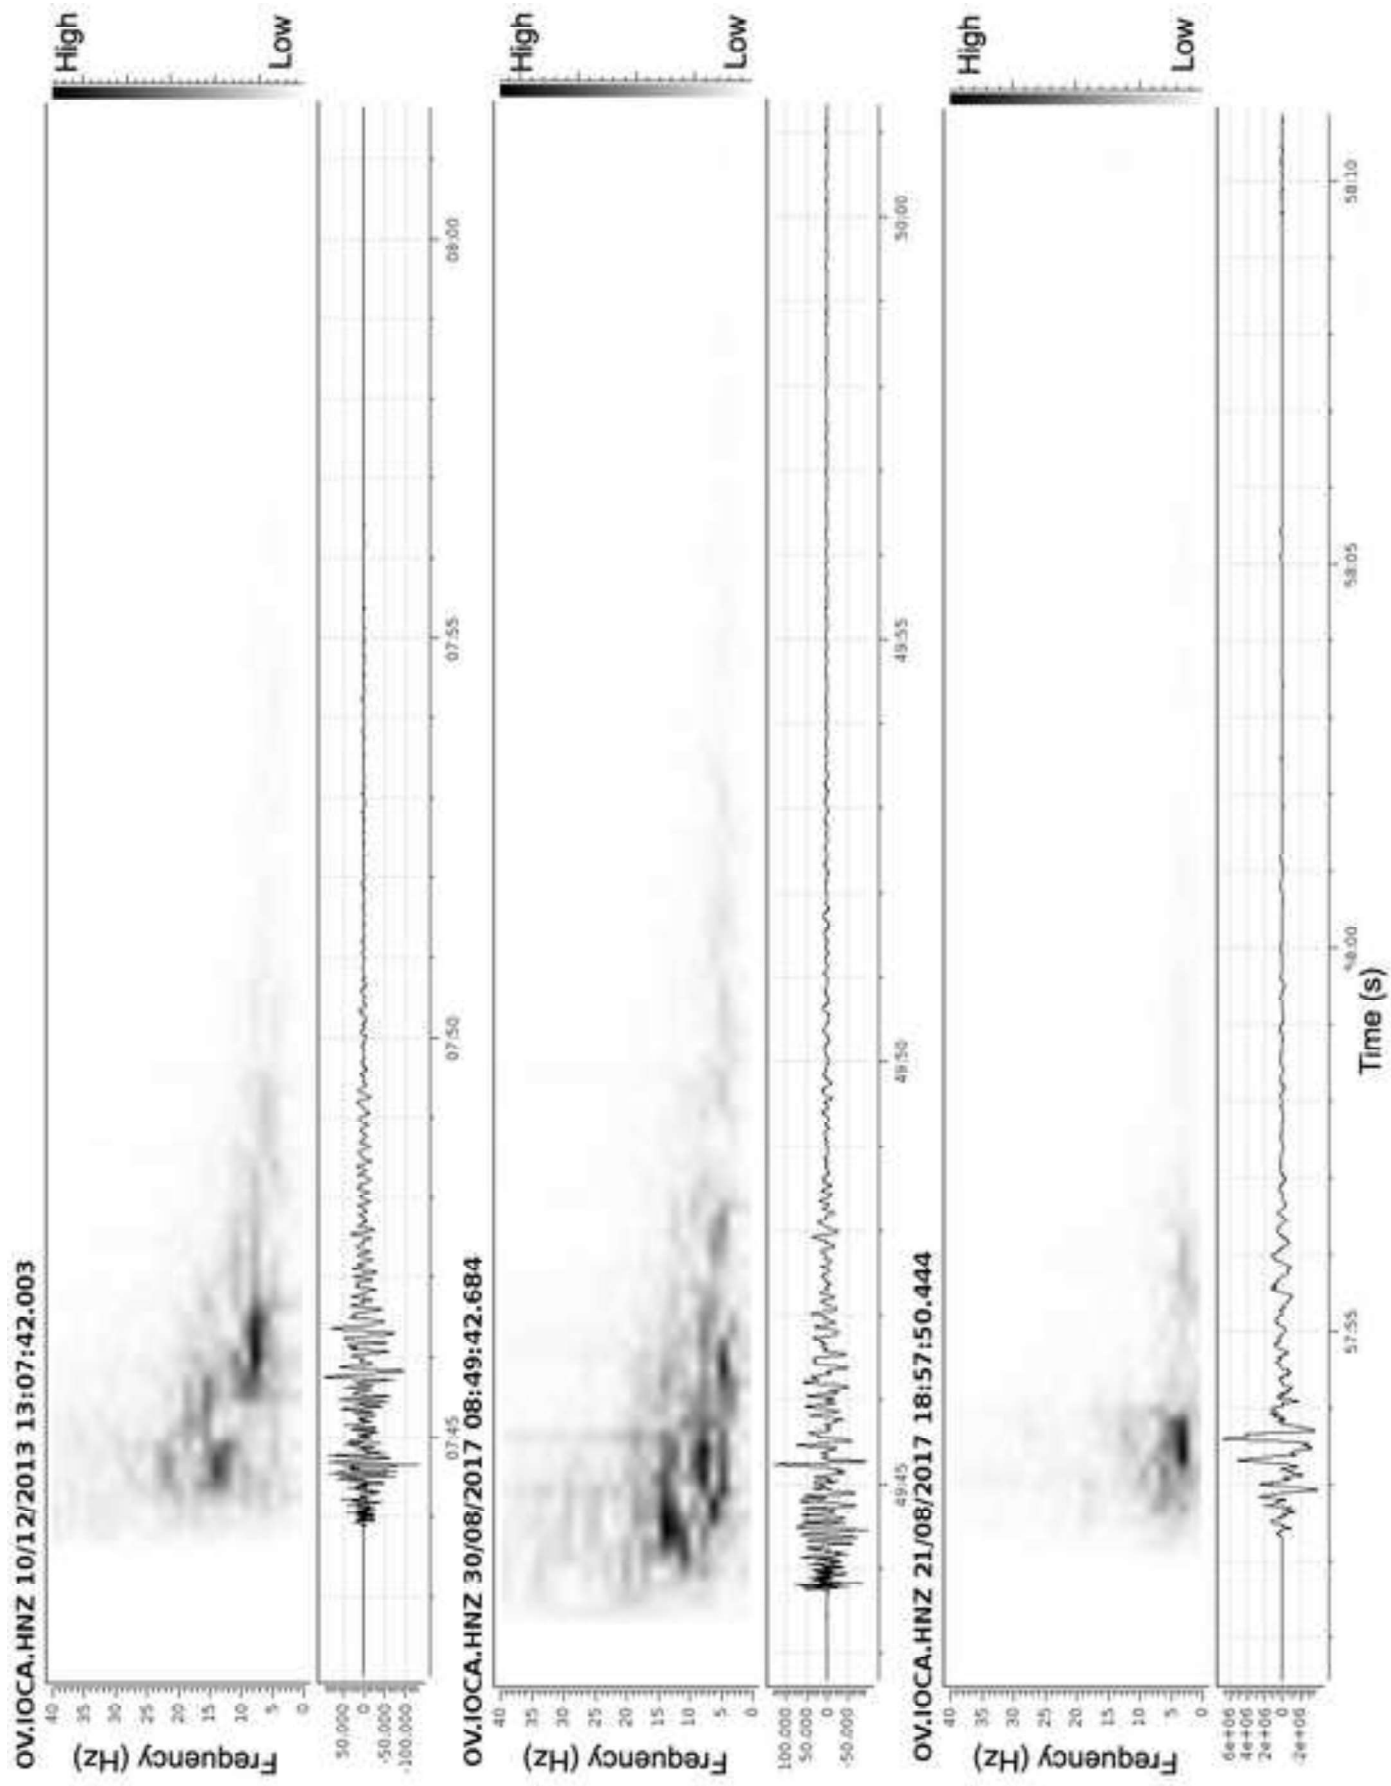 OV.IOCA.HNZ 10/12/2013 13:07:42.003
Frequency (Hz)
40
35
30
25
20
15
10
5
0
High
Low
50.000
0
-50.000
-100.000
07:45
07:50
07:55
08:00
OV.IOCA.HNZ 30/08/2017 08:49:42.684
Frequency (Hz)
40
35
30
25
20
15
10
5
0
High
Low
100.000
50.000
0
-50.000
49:45
49:50
49:55
50:00
OV.IOCA.HNZ 21/08/2017 18:57:50.444
Frequency (Hz)
40
35
30
25
20
15
10
5
0
High
Low
6e+06
4e+06
2e+06
0
-2e+06
57:55
58:05
58:10
Time (s)